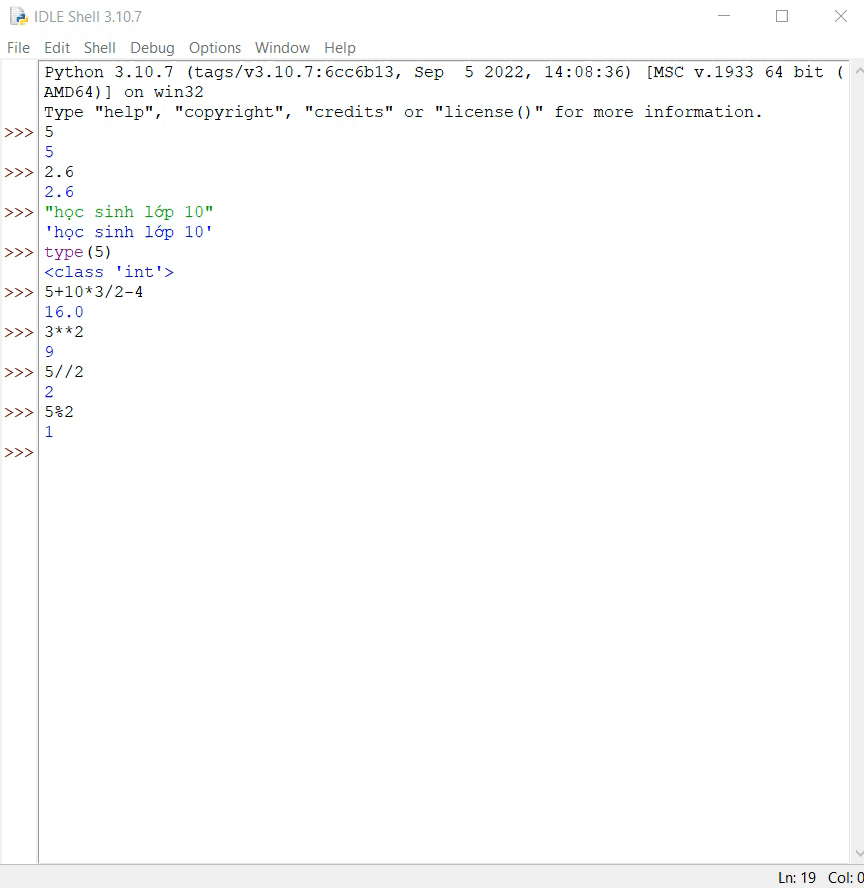 IDLE Shell 3.10.7
File Edit Shell Debug Options Window Help
Python 3.10.7 (tags/v3.10.7:6cc6b13, Sep  5 2022, 14:08:36) [MSC v.1933 64 bit (
AMD64)] on win32
Type "help", "copyright", "credits" or "license()" for more information.
>>> 5
5
>>> 2.6
2.6
>>> "học sinh lớp 10"
'học sinh lớp 10'
>>> type(5)
<class 'int'>
>>> 5+10*3/2-4
16.0
>>> 3**2
9
>>> 5//2
2
>>> 5%2
1
>>>
Ln: 19 Col: 0